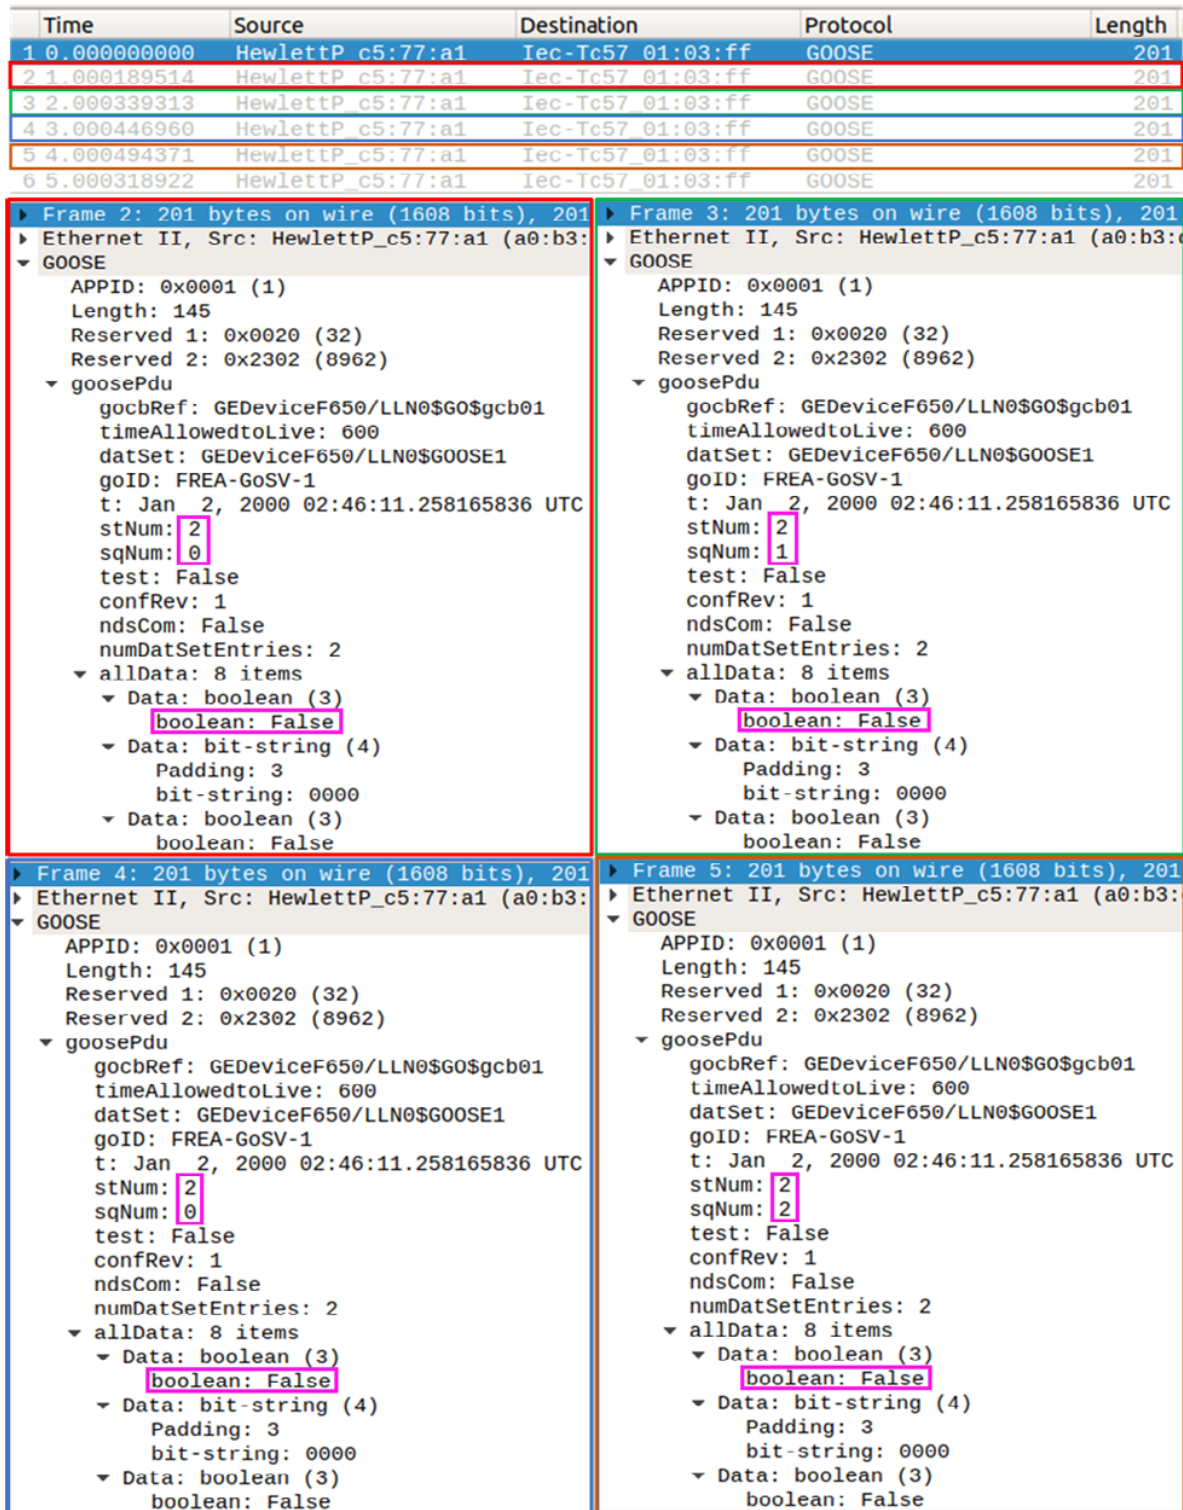 Time Source Destination Protocol Length
1 0.000000000 HewlettP_c5:77:a1 Iec-Tc57_01:03:ff GOOSE 201
2 1.000189514 HewlettP_c5:77:a1 Iec-Tc57_01:03:ff GOOSE 201
3 2.000339313 HewlettP_c5:77:a1 Iec-Tc57_01:03:ff GOOSE 201
4 3.000446960 HewlettP_c5:77:a1 Iec-Tc57_01:03:ff GOOSE 201
5 4.000494371 HewlettP_c5:77:a1 Iec-Tc57_01:03:ff GOOSE 201
6 5.000318922 HewlettP_c5:77:a1 Iec-Tc57_01:03:ff GOOSE 201
Frame 2: 201 bytes on wire (1608 bits), 201
Ethernet II, Src: HewlettP_c5:77:a1 (a0:b3:
GOOSE
APPID: 0x0001 (1)
Length: 145
Reserved 1: 0x0020 (32)
Reserved 2: 0x2302 (8962)
goosePdu
gocbRef: GEDeviceF650/LLN0$GO$gcb01
timeAllowedtoLive: 600
datSet: GEDeviceF650/LLN0$GOOSE1
goID: FREA-GoSV-1
t: Jan 2, 2000 02:46:11.258165836 UTC
stNum: 2
sqNum: 0
test: False
confRev: 1
ndsCom: False
numDatSetEntries: 2
allData: 8 items
Data: boolean (3)
boolean: False
Data: bit-string (4)
Padding: 3
bit-string: 0000
Data: boolean (3)
boolean: False
Frame 3: 201 bytes on wire (1608 bits), 201
Ethernet II, Src: HewlettP_c5:77:a1 (a0:b3:c
GOOSE
APPID: 0x0001 (1)
Length: 145
Reserved 1: 0x0020 (32)
Reserved 2: 0x2302 (8962)
goosePdu
gocbRef: GEDeviceF650/LLN0$GO$gcb01
timeAllowedtoLive: 600
datSet: GEDeviceF650/LLN0$GOOSE1
goID: FREA-GoSV-1
t: Jan 2, 2000 02:46:11.258165836 UTC
stNum: 2
sqNum: 1
test: False
confRev: 1
ndsCom: False
numDatSetEntries: 2
allData: 8 items
Data: boolean (3)
boolean: False
Data: bit-string (4)
Padding: 3
bit-string: 0000
Data: boolean (3)
boolean: False
Frame 4: 201 bytes on wire (1608 bits), 201
Ethernet II, Src: HewlettP_c5:77:a1 (a0:b3:
GOOSE
APPID: 0x0001 (1)
Length: 145
Reserved 1: 0x0020 (32)
Reserved 2: 0x2302 (8962)
goosePdu
gocbRef: GEDeviceF650/LLN0$GO$gcb01
timeAllowedtoLive: 600
datSet: GEDeviceF650/LLN0$GOOSE1
goID: FREA-GoSV-1
t: Jan 2, 2000 02:46:11.258165836 UTC
stNum: 2
sqNum: 0
test: False
confRev: 1
ndsCom: False
numDatSetEntries: 2
allData: 8 items
Data: boolean (3)
boolean: False
Data: bit-string (4)
Padding: 3
bit-string: 0000
Data: boolean (3)
boolean: False
Frame 5: 201 bytes on wire (1608 bits), 201
Ethernet II, Src: HewlettP_c5:77:a1 (a0:b3:
GOOSE
APPID: 0x0001 (1)
Length: 145
Reserved 1: 0x0020 (32)
Reserved 2: 0x2302 (8962)
goosePdu
gocbRef: GEDeviceF650/LLN0$GO$gcb01
timeAllowedtoLive: 600
datSet: GEDeviceF650/LLN0$GOOSE1
goID: FREA-GoSV-1
t: Jan 2, 2000 02:46:11.258165836 UTC
stNum: 2
sqNum: 2
test: False
confRev: 1
ndsCom: False
numDatSetEntries: 2
allData: 8 items
Data: boolean (3)
boolean: False
Data: bit-string (4)
Padding: 3
bit-string: 0000
Data: boolean (3)
boolean: False